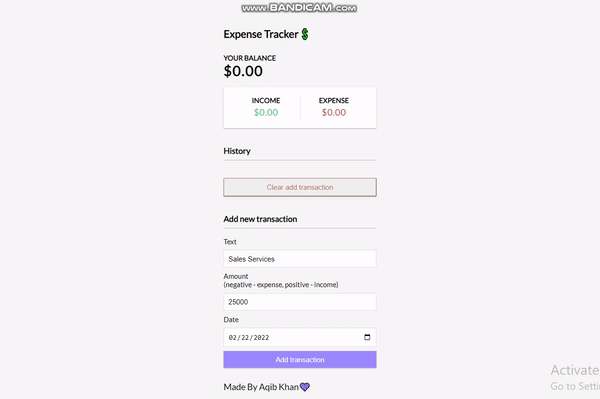 www.BANDICAM.com
Expense Tracker
YOUR BALANCE
$0.00
INCOME EXPENSE
$0.00 $0.00
History
Clear add transaction
Add new transaction
Text
Sales Services
Amount
(negative - expense, positive - income)
25000
Date
02/22/2022
Add transaction
Made By Aqib Khan
Activate
Go to Setti